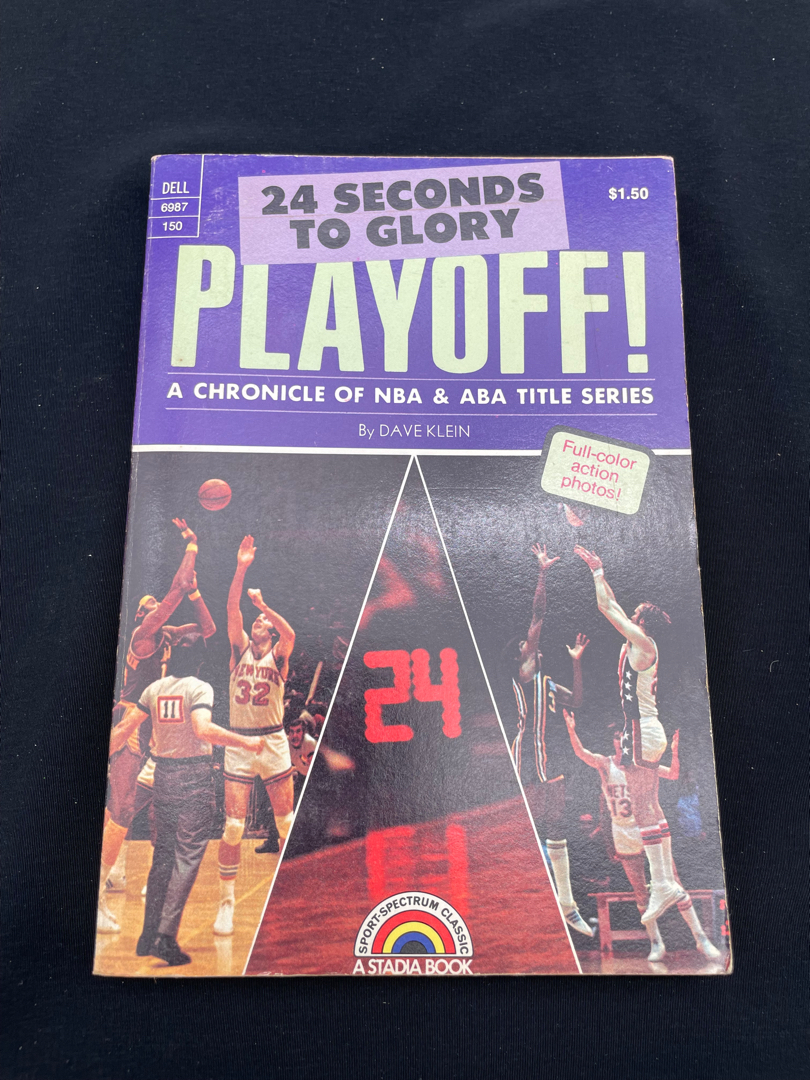 DELL
6987
150
24 SECONDS
TO GLORY
$1.50
PLAYOFF!
A CHRONICLE OF NBA & ABA TITLE SERIES
By DAVE KLEIN
Full-color
action
photos!
11
NEW YORK
32
24
NETS
13
SPORT-SPECTRUM CLASSIC
A STADIA BOOK